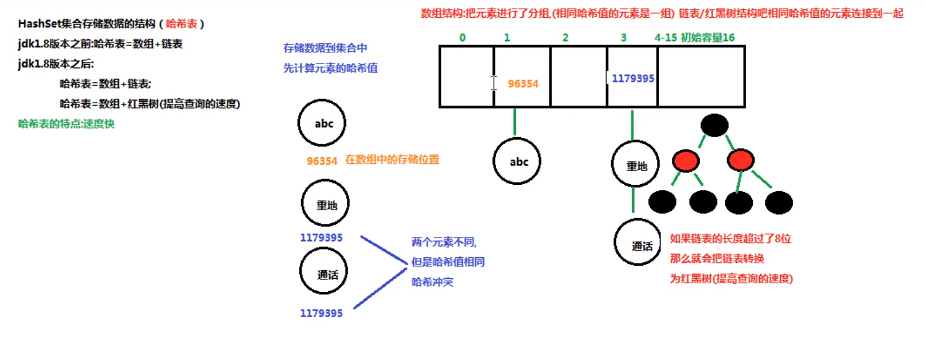 HashSet集合存储数据的结构（哈希表）
jdk1.8版本之前:哈希表=数组+链表
jdk1.8版本之后:
哈希表=数组+链表;
哈希表=数组+红黑树(提高查询的速度)
哈希表的特点:速度快
存储数据到集合中
先计算元素的哈希值
abc
96354 在数组中的存储位置
重地
1179395
通话
1179395
两个元素不同,
但是哈希值相同
哈希冲突
数组结构:把元素进行了分组,(相同哈希值的元素是一组) 链表/红黑树结构吧相同哈希值的元素连接到一起
0 1 2 3 4-15 初始容量16
96354 1179395
abc
重地
通话
如果链表的长度超过了8位
那么就会把链表转换
为红黑树(提高查询的速度)